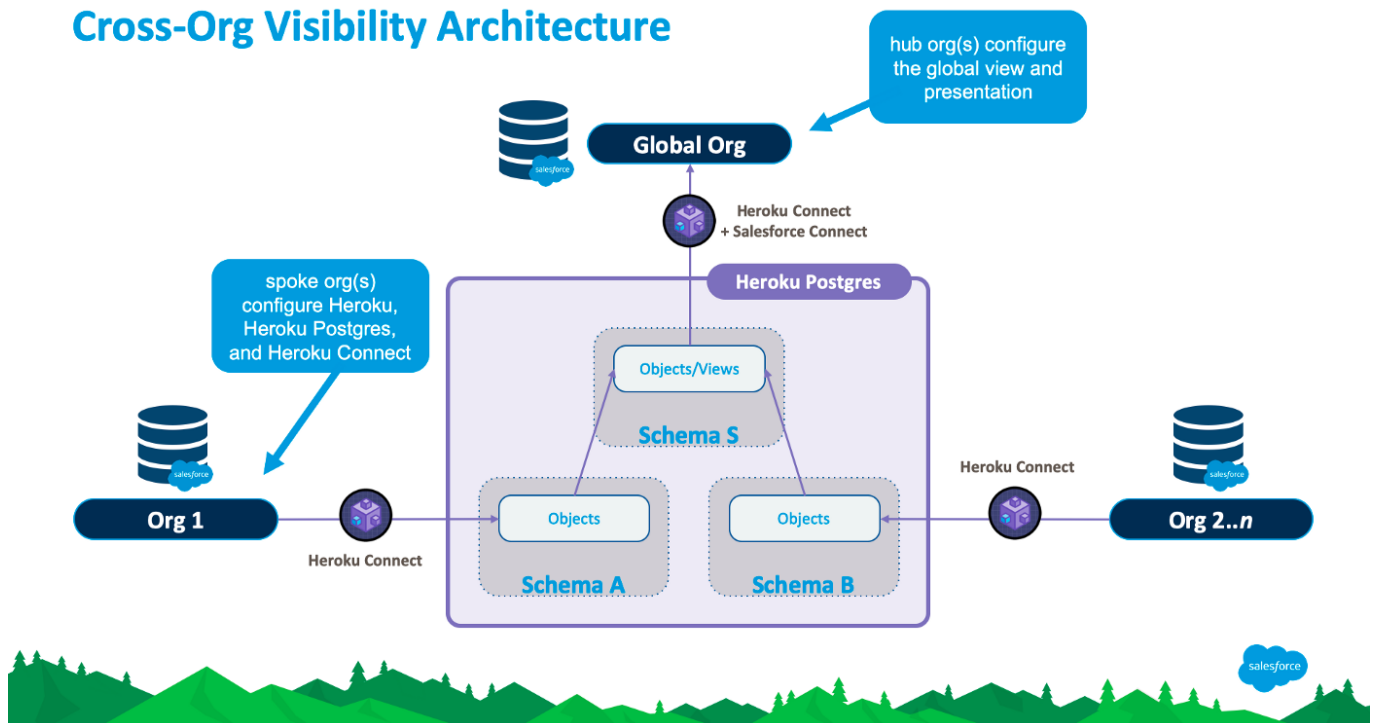 Cross-Org Visibility Architecture
hub org(s) configure
the global view and
presentation
salesforce
Global Org
Heroku Connect
+ Salesforce Connect
Heroku Postgres
spoke org(s)
configure Heroku,
Heroku Postgres,
and Heroku Connect
Objects/Views
Schema S
salesforce
Org 1
Heroku Connect
Objects
Schema A
Objects
Schema B
Heroku Connect
salesforce
Org 2..n
salesforce